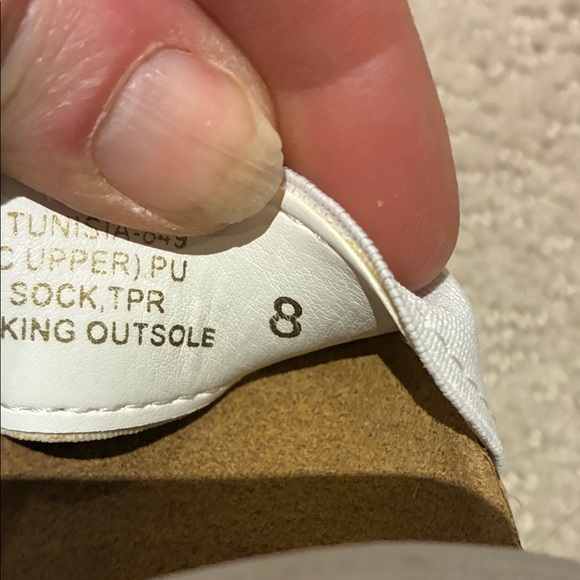 TUNISIA-649
C UPPER).PU
SOCK,TPR
KING OUTSOLE
8